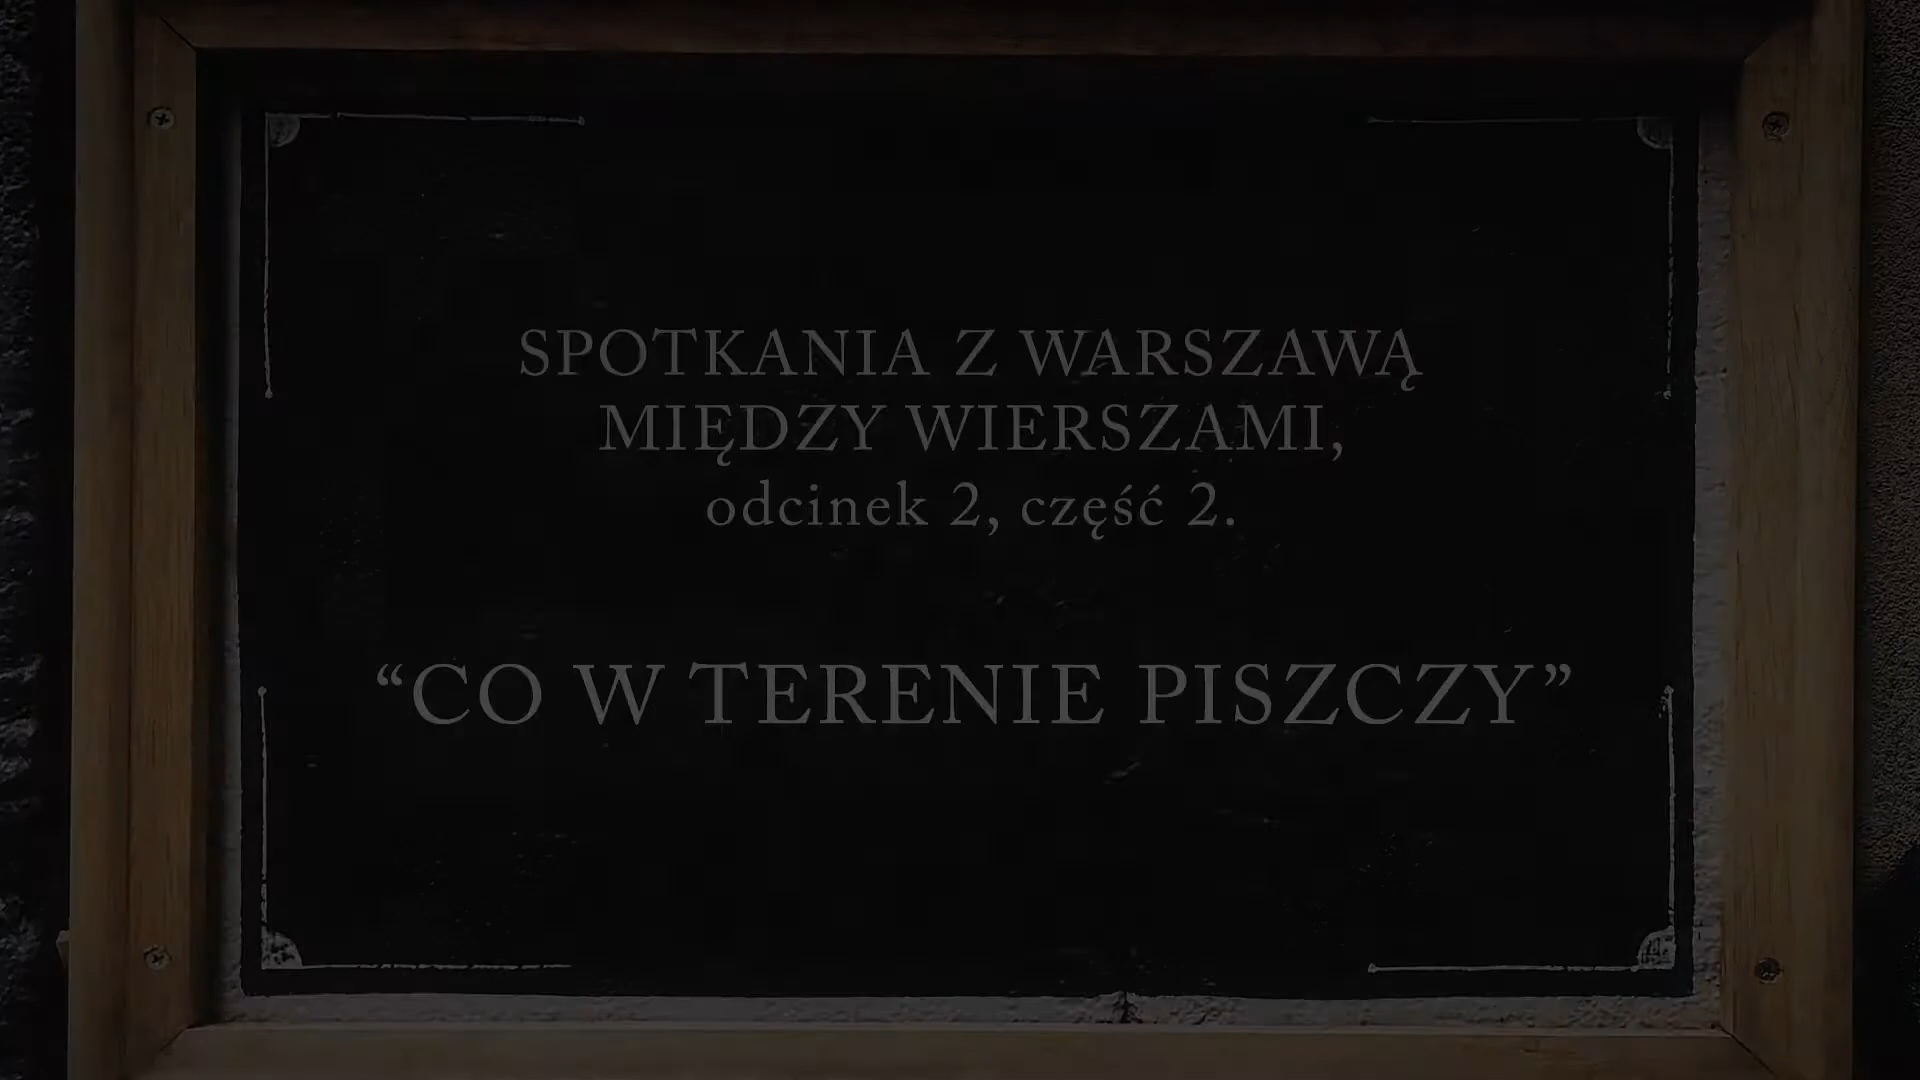 SPOTKANIA Z WARSZAWĄ
MIĘDZY WIERSZAMI,
odcinek 2, część 2.
“CO W TERENIE PISZCZY”